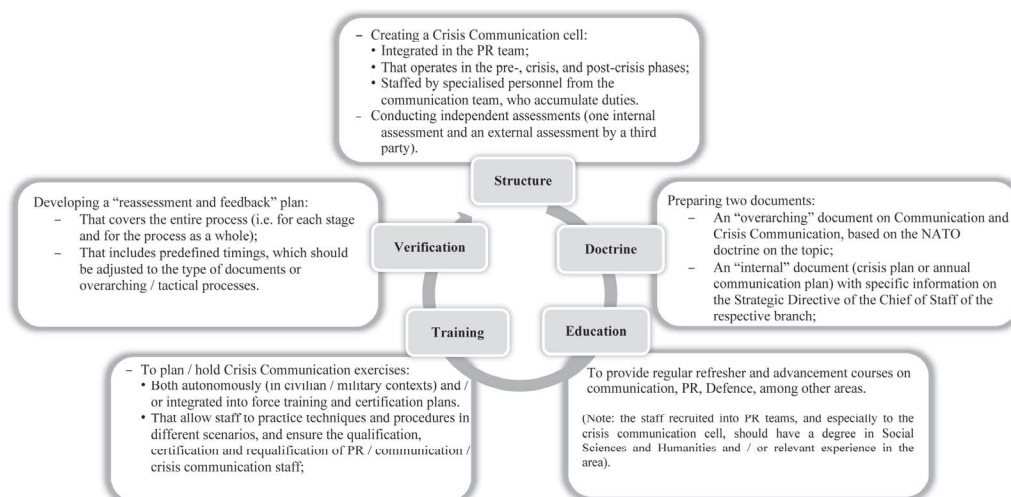 – Creating a Crisis Communication cell:
• Integrated in the PR team;
• That operates in the pre-, crisis, and post-crisis phases;
• Staffed by specialised personnel from the
communication team, who accumulate duties.
- Conducting independent assessments (one internal
assessment and an external assessment by a third
party).
Structure
Developing a “reassessment and feedback” plan:
– That covers the entire process (i.e. for each stage
and for the process as a whole);
– That includes predefined timings, which should
be adjusted to the type of documents or
overarching / tactical processes.
Verification
Doctrine
Preparing two documents:
– An “overarching” document on Communication and
Crisis Communication, based on the NATO
doctrine on the topic;
– An “internal” document (crisis plan or annual
communication plan) with specific information on
the Strategic Directive of the Chief of Staff of the
respective branch;
Training
Education
– To plan / hold Crisis Communication exercises:
• Both autonomously (in civilian / military contexts) and /
or integrated into force training and certification plans.
• That allow staff to practice techniques and procedures in
different scenarios, and ensure the qualification,
certification and requalification of PR / communication /
crisis communication staff;
To provide regular refresher and advancement courses on
communication, PR, Defence, among other areas.
(Note: the staff recruited into PR teams, and especially to the
crisis communication cell, should have a degree in Social
Sciences and Humanities and / or relevant experience in the
area).